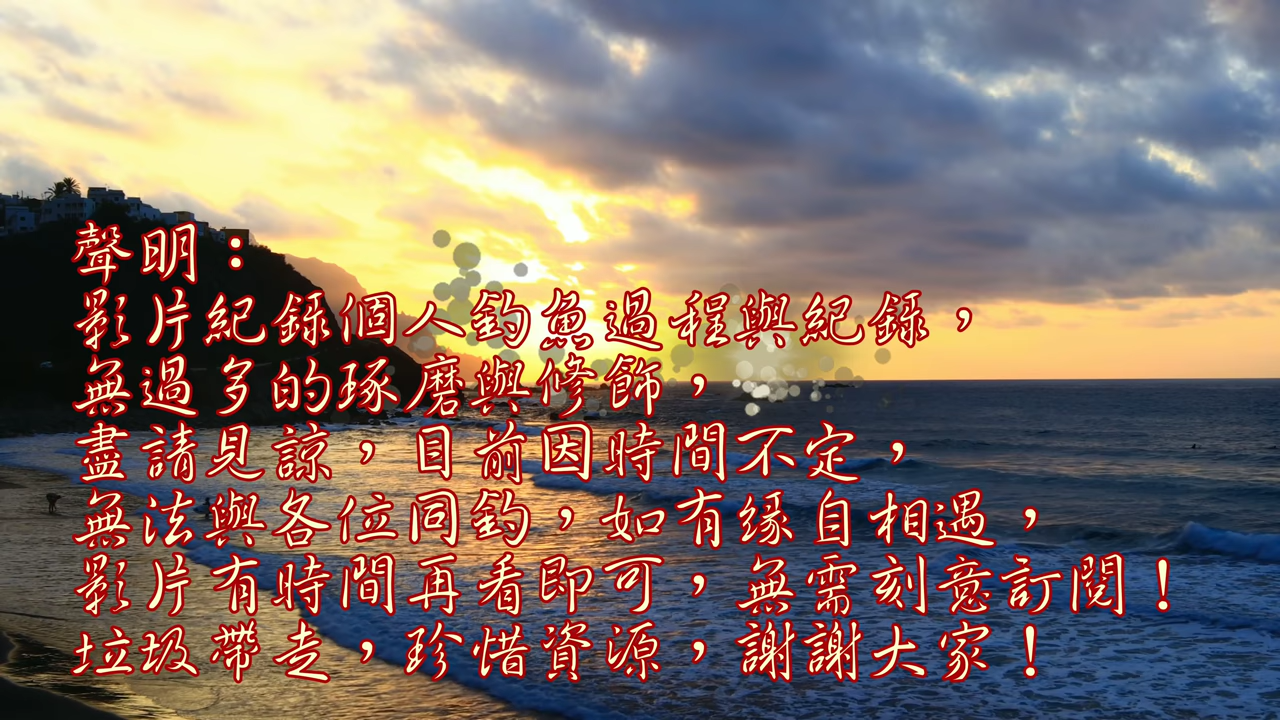 聲明：
影片紀錄個人釣魚過程與紀錄，
無過多的琢磨與修飾，
盡請見諒，目前因時間不定，
無法與各位同釣，如有緣自相遇，
影片有時間再看即可，無需刻意訂閱！
垃圾帶走，珍惜資源，謝謝大家！